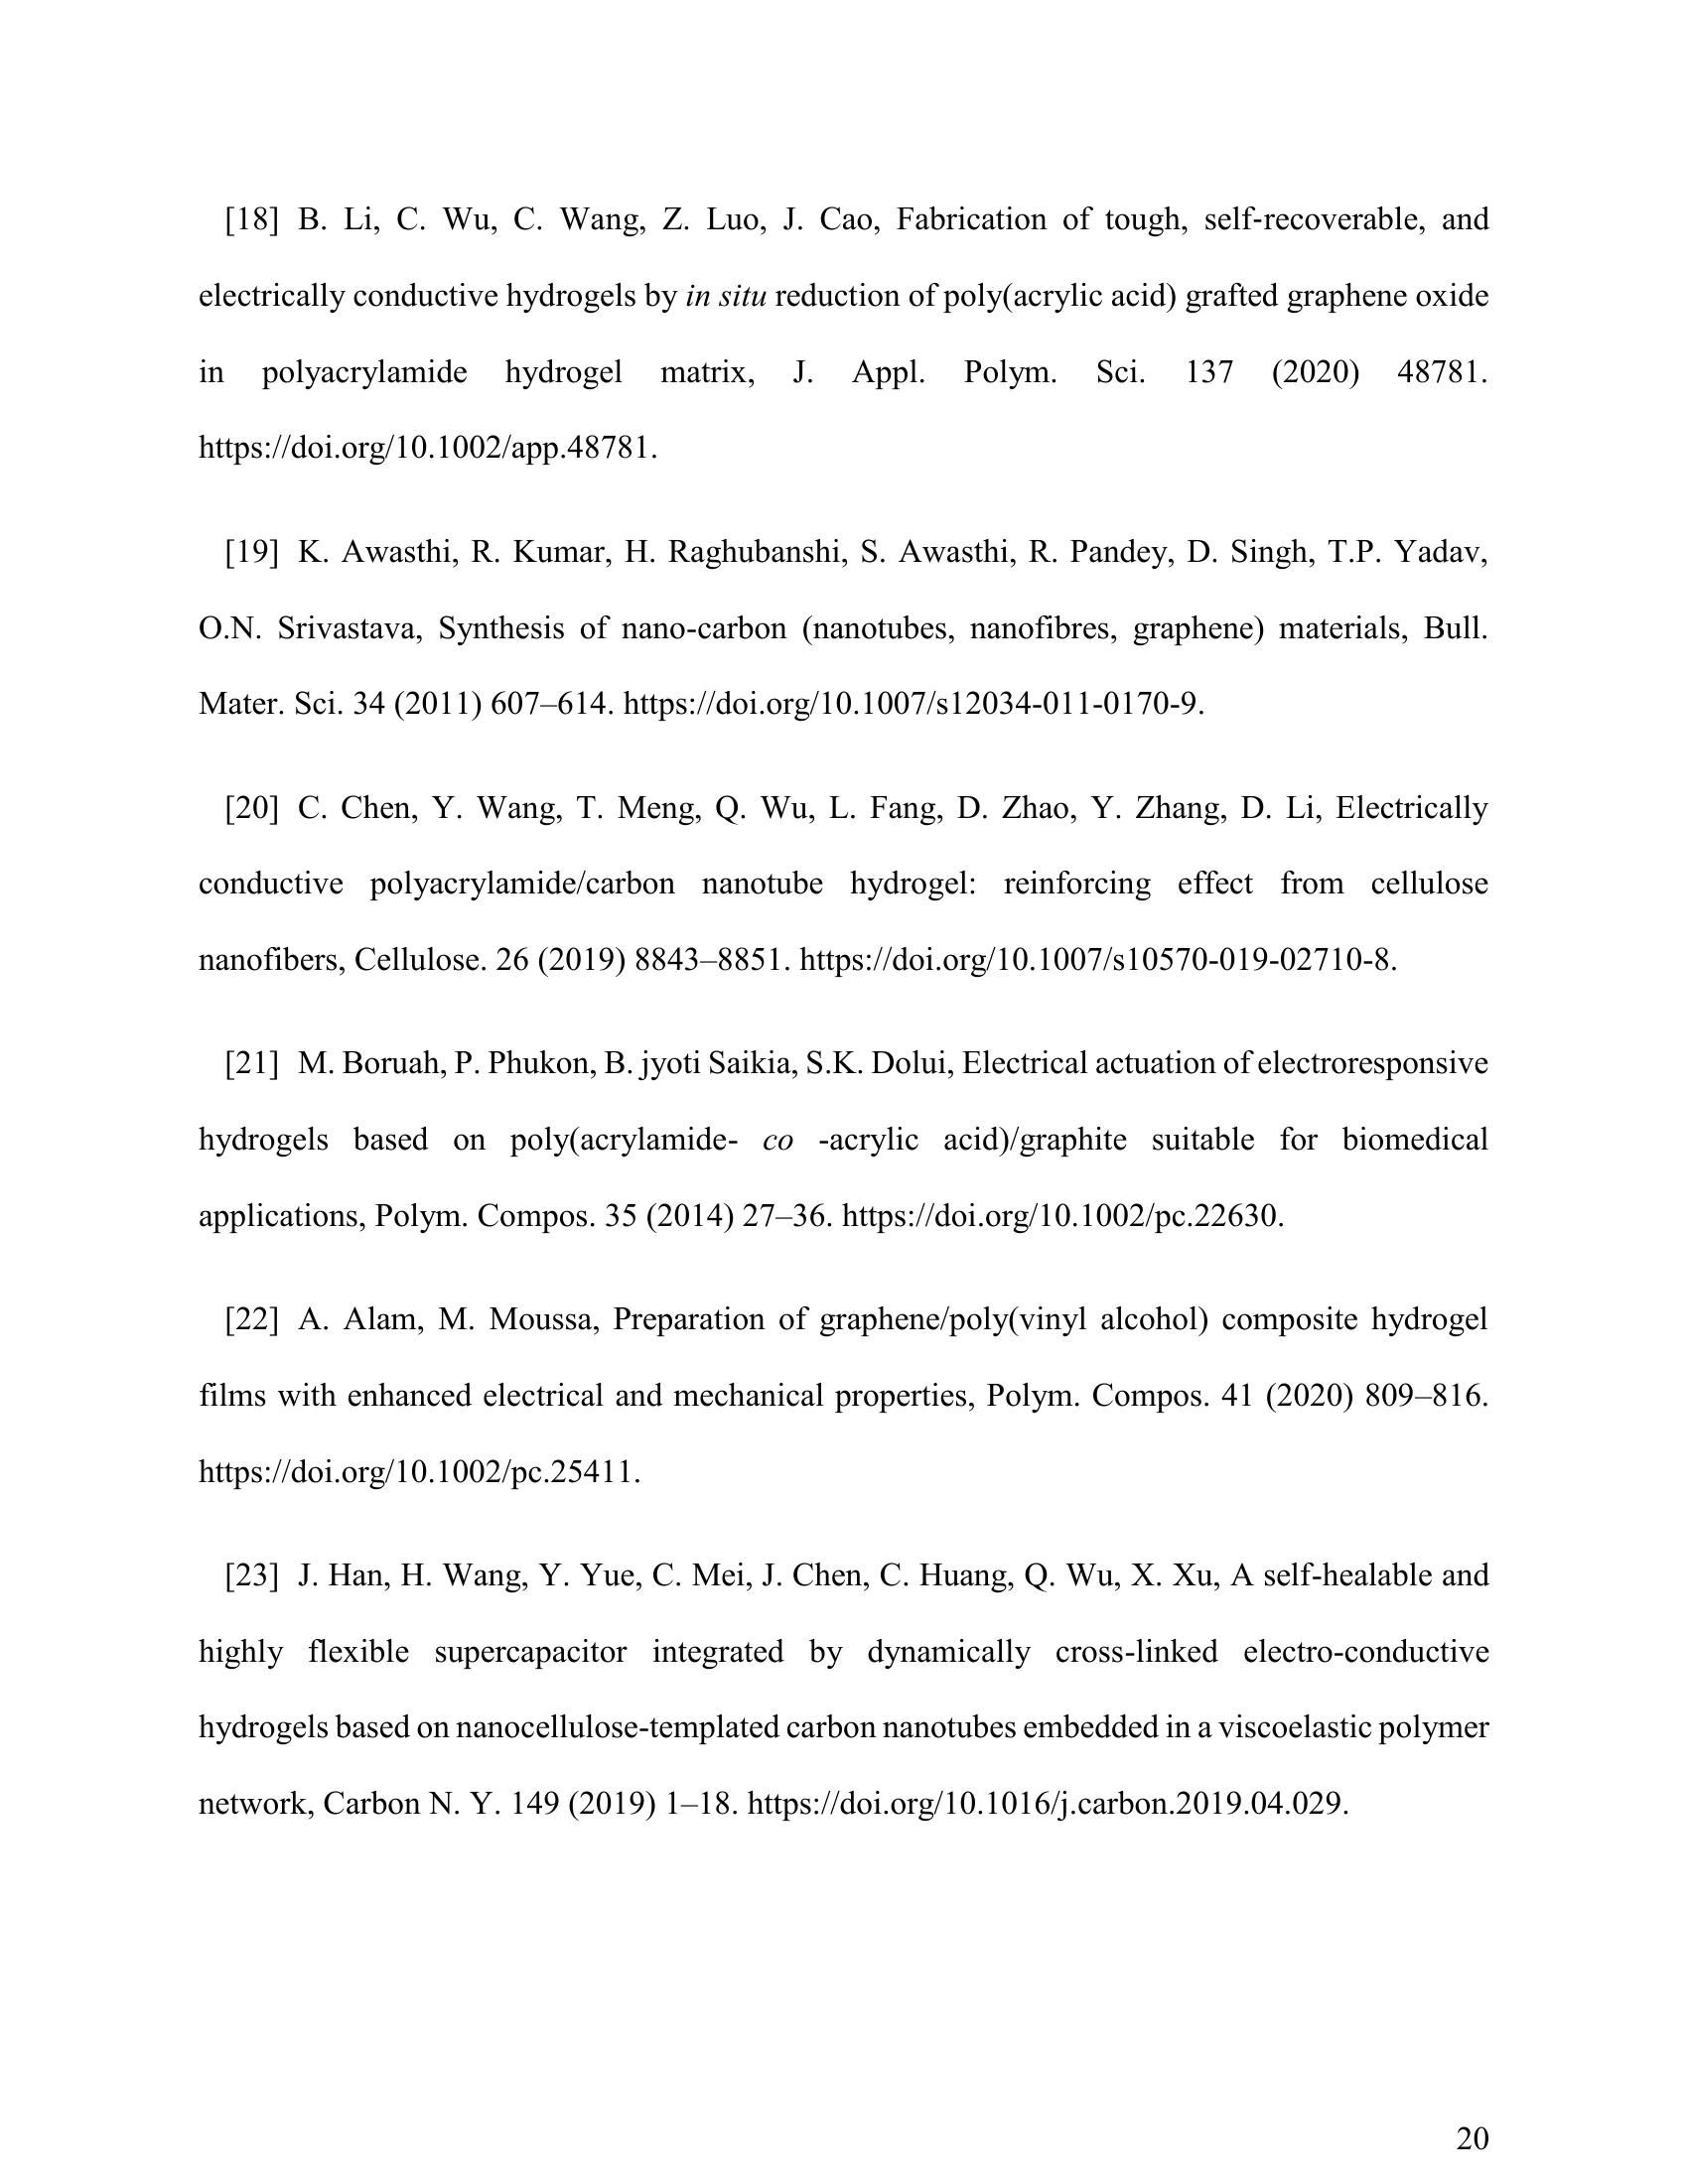 [18] B. Li, C. Wu, C. Wang, Z. Luo, J. Cao, Fabrication of tough, self-recoverable, and
electrically conductive hydrogels by in situ reduction of poly(acrylic acid) grafted graphene oxide
in polyacrylamide hydrogel matrix, J. Appl. Polym. Sci. 137 (2020) 48781.
https://doi.org/10.1002/app.48781.
[19] K. Awasthi, R. Kumar, H. Raghubanshi, S. Awasthi, R. Pandey, D. Singh, T.P. Yadav,
O.N. Srivastava, Synthesis of nano-carbon (nanotubes, nanofibres, graphene) materials, Bull.
Mater. Sci. 34 (2011) 607–614. https://doi.org/10.1007/s12034-011-0170-9.
[20] C. Chen, Y. Wang, T. Meng, Q. Wu, L. Fang, D. Zhao, Y. Zhang, D. Li, Electrically
conductive polyacrylamide/carbon nanotube hydrogel: reinforcing effect from cellulose
nanofibers, Cellulose. 26 (2019) 8843–8851. https://doi.org/10.1007/s10570-019-02710-8.
[21] M. Boruah, P. Phukon, B. jyoti Saikia, S.K. Dolui, Electrical actuation of electroresponsive
hydrogels based on poly(acrylamide- co -acrylic acid)/graphite suitable for biomedical
applications, Polym. Compos. 35 (2014) 27–36. https://doi.org/10.1002/pc.22630.
[22] A. Alam, M. Moussa, Preparation of graphene/poly(vinyl alcohol) composite hydrogel
films with enhanced electrical and mechanical properties, Polym. Compos. 41 (2020) 809–816.
https://doi.org/10.1002/pc.25411.
[23] J. Han, H. Wang, Y. Yue, C. Mei, J. Chen, C. Huang, Q. Wu, X. Xu, A self-healable and
highly flexible supercapacitor integrated by dynamically cross-linked electro-conductive
hydrogels based on nanocellulose-templated carbon nanotubes embedded in a viscoelastic polymer
network, Carbon N. Y. 149 (2019) 1–18. https://doi.org/10.1016/j.carbon.2019.04.029.
20